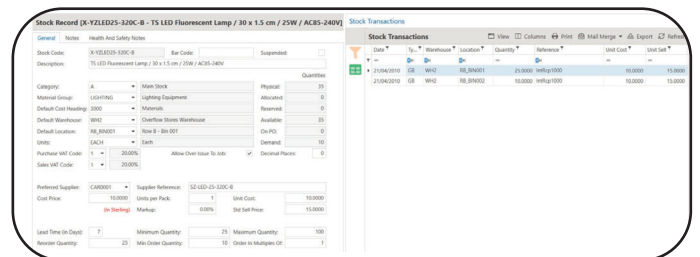 Stock Record [X-YZLED25-320C-B - TS LED Fluorescent Lamp / 30 x 1.5 cm / 25W / AC85-240V]
General Notes Health And Safety Notes
Stock Code: X-YZLED25-320C-B Bar Code: Suspended:
Description: TS LED Fluorescent Lamp / 30 x 1.5 cm / 25W / AC85-240V
Quantities
Category: A Main Stock Physical: 35
Material Group: LIGHTING Lighting Equipment Allocated: 0
Default Cost Heading: 3000 Materials Reserved: 0
Default Warehouse: WH2 Overflow Stores Warehouse Available: 35
Default Location: RB_BIN001 Row B - Bin 001 On PO: 0
Units: EACH Each Demand: 10
Purchase VAT Code: 1 20.00% Allow Over Issue To Job: Decimal Places: 0
Sales VAT Code: 1 20.00%
Preferred Supplier: CAR0001 Supplier Reference: SZ-LED-25-320C-B
Cost Price: 10.0000 Units per Pack: 1 Unit Cost: 10.0000
(In Sterling) Markup: 0.00% Std Sell Price: 15.0000
Lead Time (in Days): 7 Minimum Quantity: 25 Maximum Quantity: 100
Reorder Quantity: 25 Min Order Quantity: 10 Order In Multiples Of: 1
Stock Transactions
Stock Transactions View Columns Print Mail Merge Export Refresh
Date Ty... Warehouse Location Quantity Reference Unit Cost Unit Sell
21/04/2010 GB WH2 RB_BIN001 25.0000 ImRcp1000 10.0000 15.0000
21/04/2010 GB WH2 RB_BIN002 10.0000 ImRcp1000 10.0000 15.0000